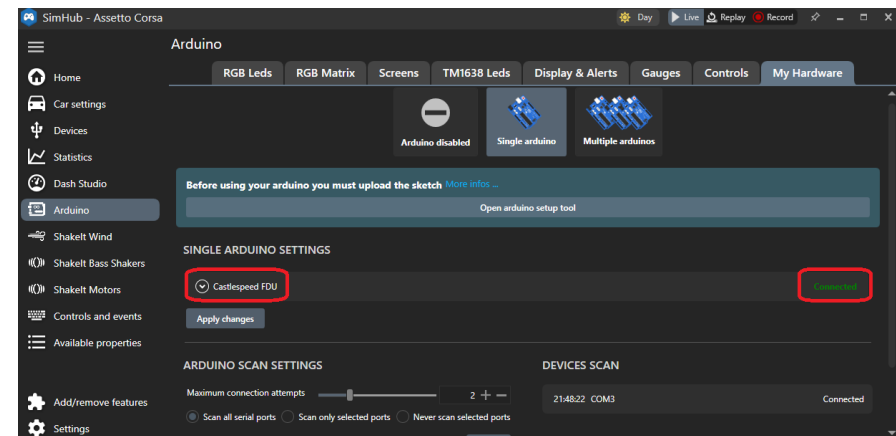 SimHub - Assetto Corsa
Day
Live
Replay
Record
Arduino
RGB Leds
RGB Matrix
Screens
TM1638 Leds
Display & Alerts
Gauges
Controls
My Hardware
Home
Car settings
Devices
Statistics
Dash Studio
Arduino
ShakeIt Wind
ShakeIt Bass Shakers
ShakeIt Motors
Controls and events
Available properties
Add/remove features
Settings
Arduino disabled
Single arduino
Multiple arduinos
Before using your arduino you must upload the sketch More infos ...
Open arduino setup tool
SINGLE ARDUINO SETTINGS
Castlespeed FDU
Connected
Apply changes
ARDUINO SCAN SETTINGS
Maximum connection attempts
2
Scan all serial ports
Scan only selected ports
Never scan selected ports
DEVICES SCAN
21:48:22 COM3
Connected